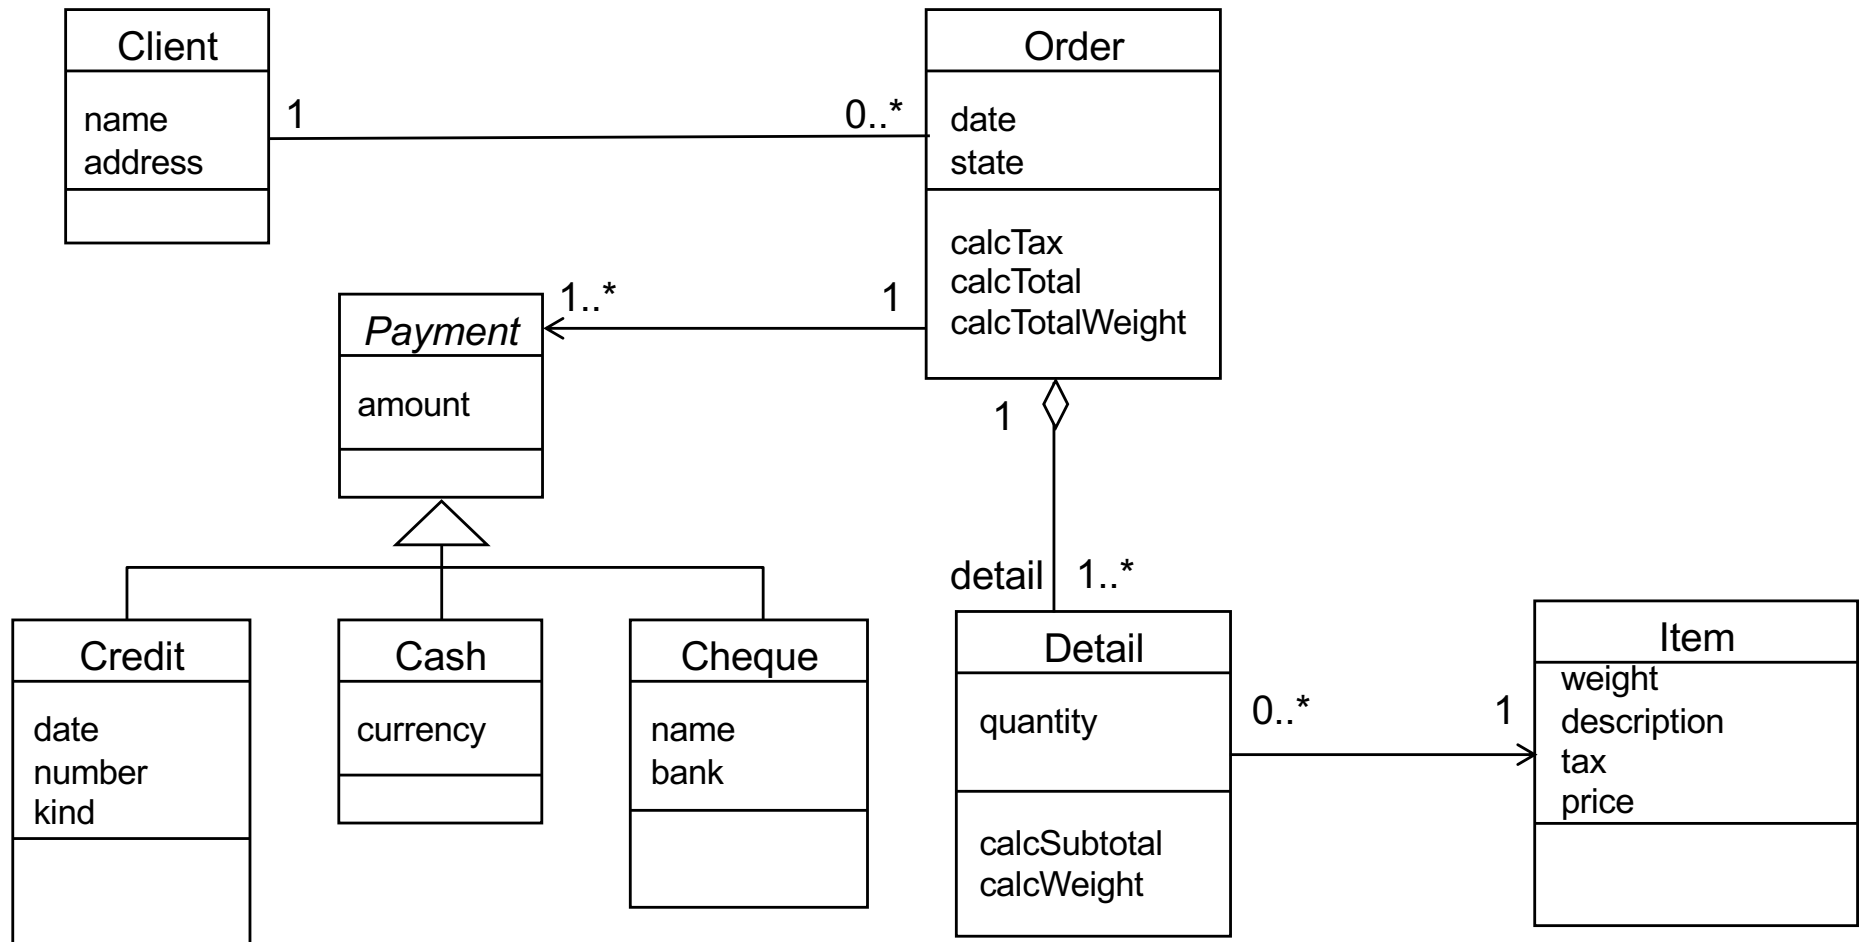 Client
name
address
1
0..*
Order
date
state
calcTax
calcTotal
calcTotalWeight
Payment
amount
1..*
1
1
detail
1..*
Credit
date
number
kind
Cash
currency
Cheque
name
bank
Detail
quantity
calcSubtotal
calcWeight
0..*
1
Item
weight
description
tax
price